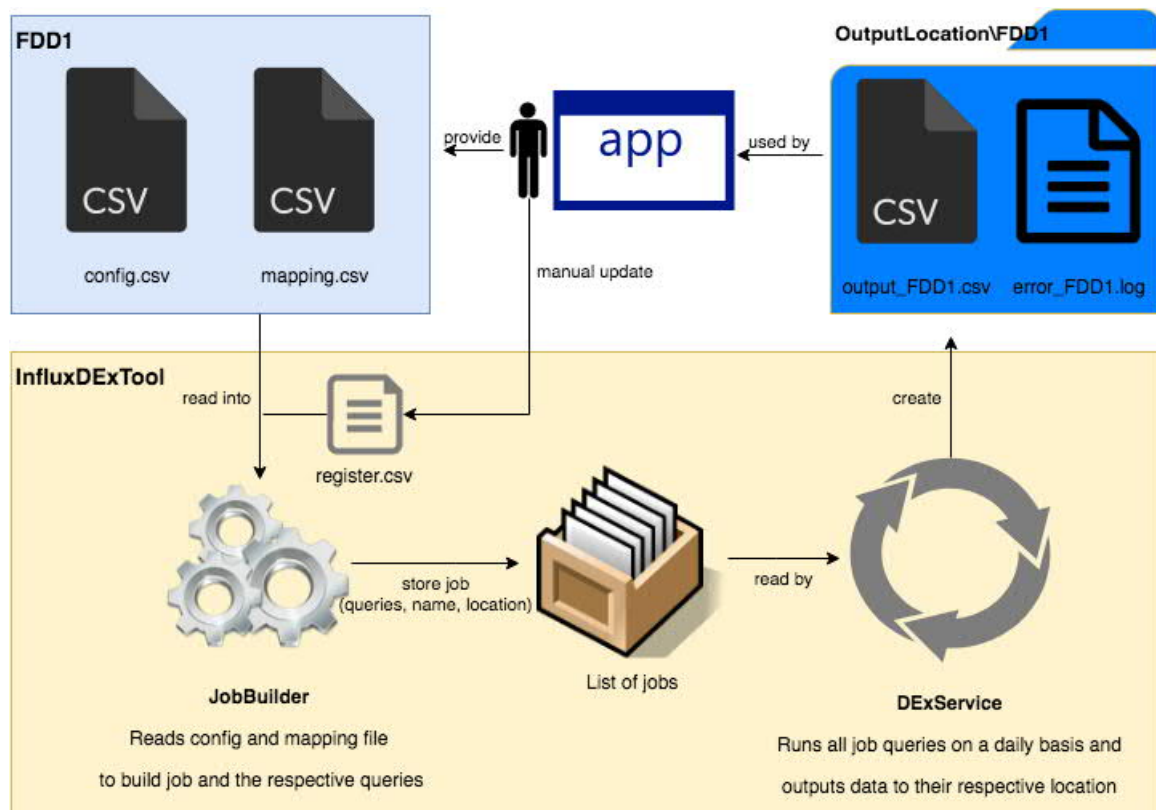 FDD1
CSV
CSV
config.csv
mapping.csv
provide
app
used by
OutputLocation\FDD1
CSV
output_FDD1.csv
error_FDD1.log
manual update
InfluxDExTool
read into
register.csv
create
store job
(queries, name, location)
read by
JobBuilder
Reads config and mapping file
to build job and the respective queries
List of jobs
DExService
Runs all job queries on a daily basis and
outputs data to their respective location